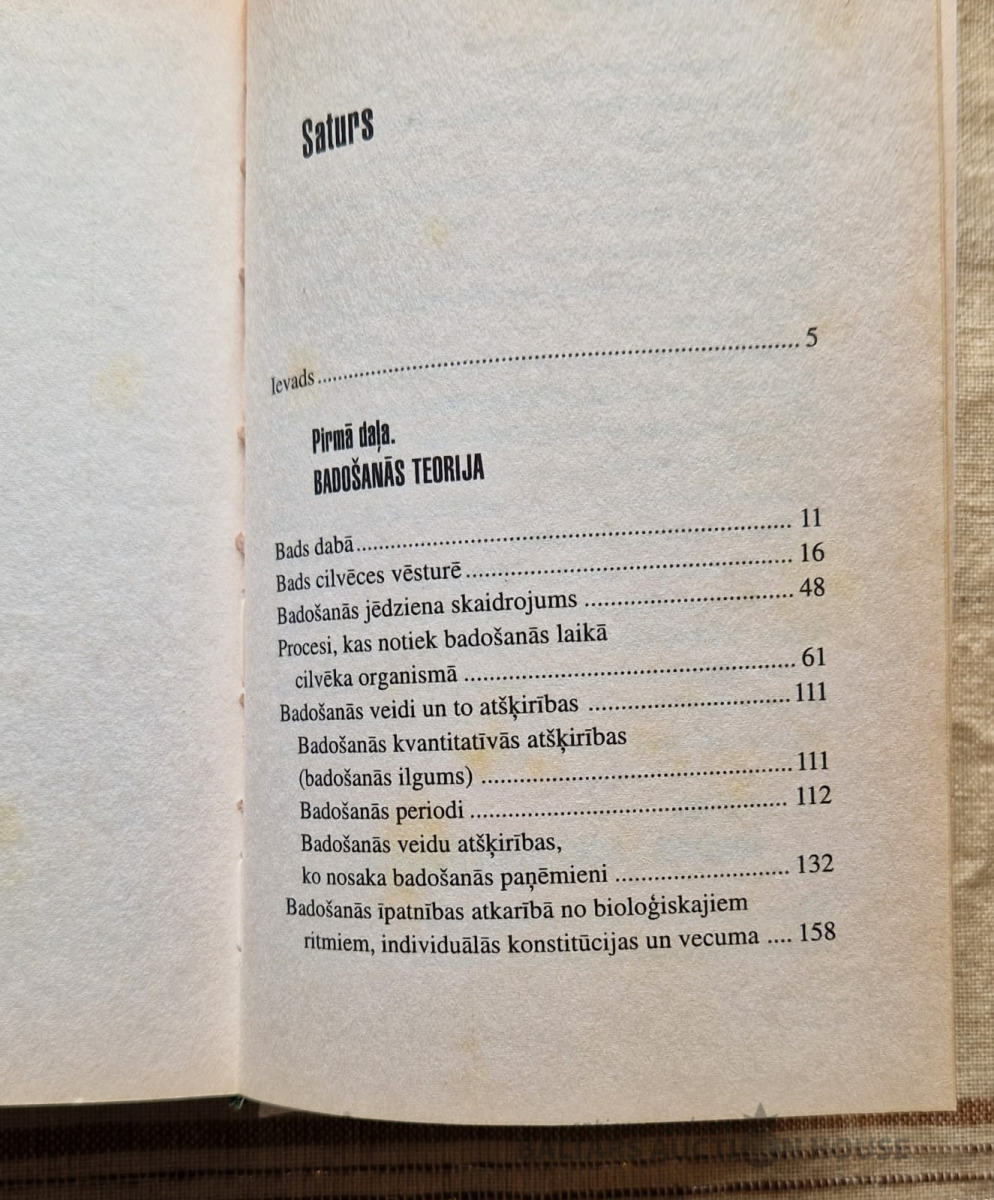 Saturs
Ievads .......... 5
Pirmā daļa.
BADOŠANĀS TEORIJA
Bads dabā .......... 11
Bads cilvēces vēsturē .......... 16
Badošanās jēdziena skaidrojums .......... 48
Procesi, kas notiek badošanās laikā
cilvēka organismā .......... 61
Badošanās veidi un to atšķirības .......... 111
Badošanās kvantitatīvās atšķirības
(badošanās ilgums) .......... 111
Badošanās periodi .......... 112
Badošanās veidu atšķirības,
ko nosaka badošanās paņēmieni .......... 132
Badošanās īpatnības atkarībā no bioloģiskajiem
ritmiem, individuālās konstitūcijas un vecuma .... 158
BALTARS AUCTION HOUSE